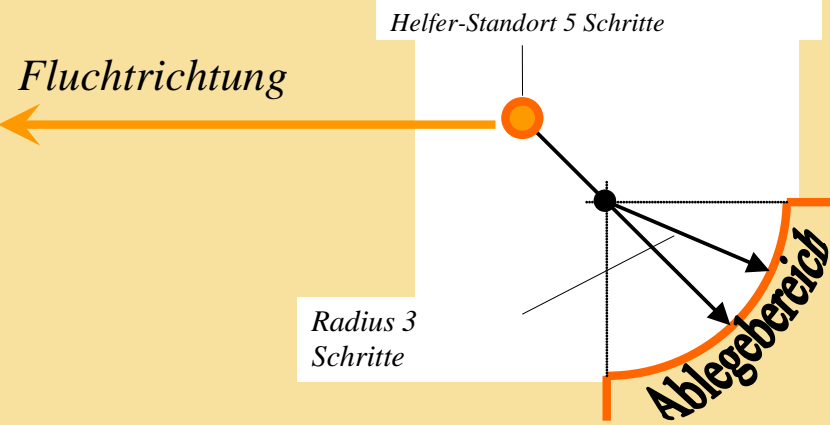 Helfer-Standort 5 Schritte
Fluchtrichtung
Radius 3
Schritte
Ablegebereich